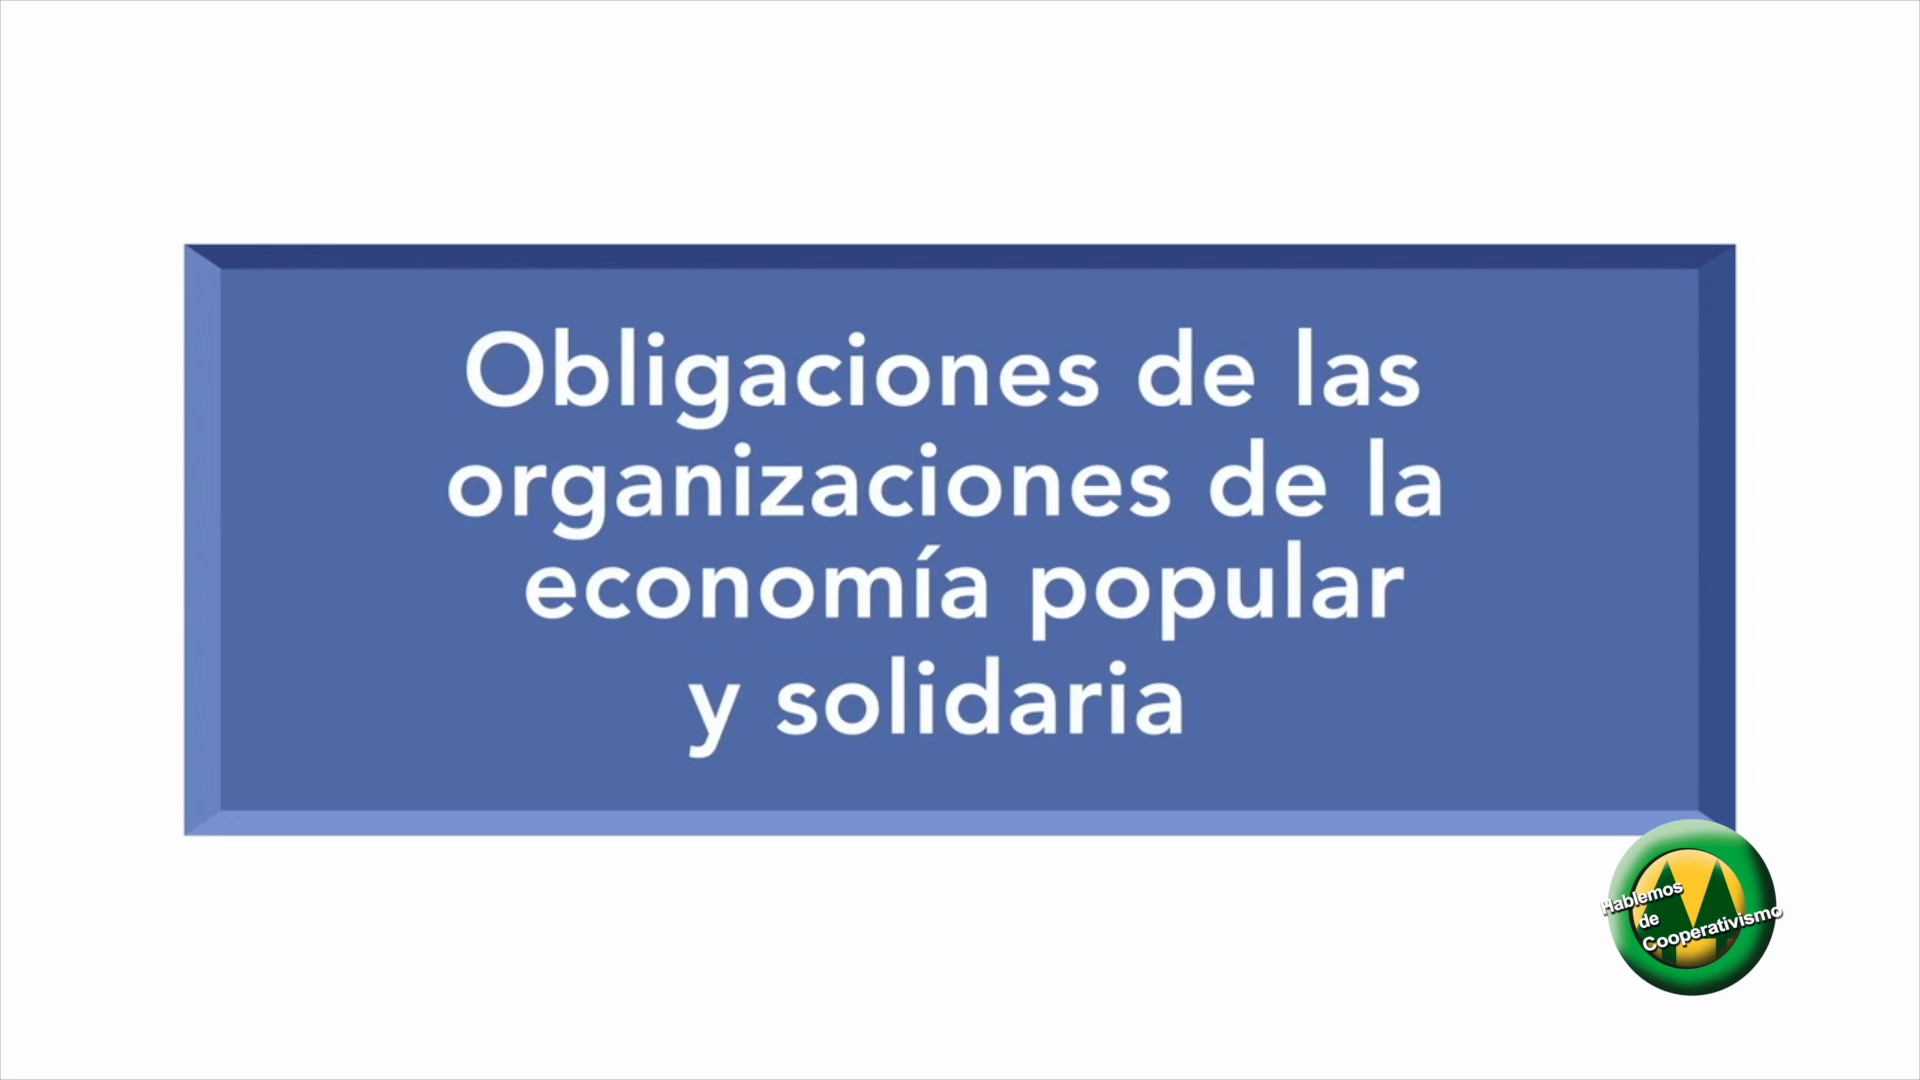 Obligaciones de las
organizaciones de la
economía popular
y solidaria
Hablemos
de
Cooperativismo